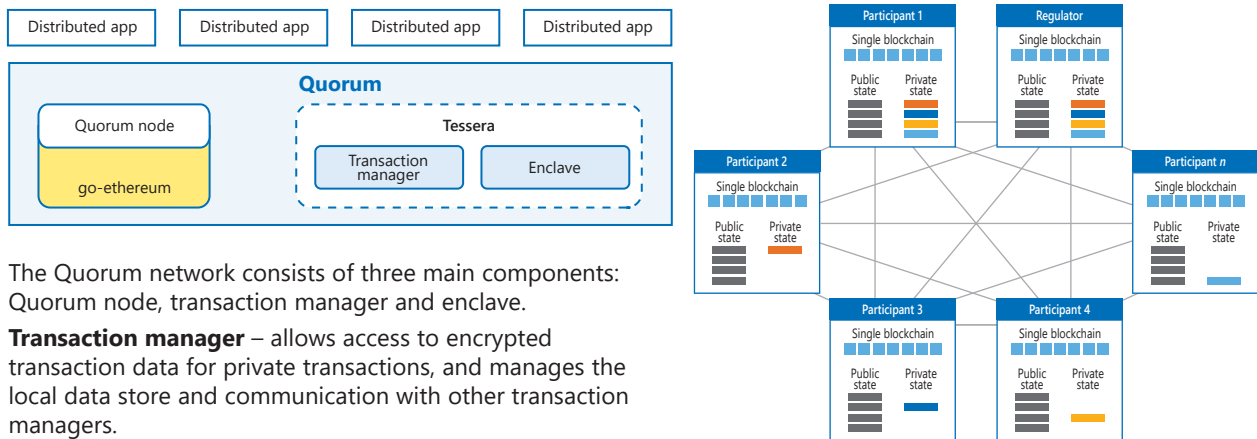 Distributed app
Distributed app
Distributed app
Distributed app
Quorum
Quorum node
go-ethereum
Tessera
Transaction
manager
Enclave
The Quorum network consists of three main components:
Quorum node, transaction manager and enclave.
Transaction manager – allows access to encrypted
transaction data for private transactions, and manages the
local data store and communication with other transaction
managers.
Participant 1
Single blockchain
Public
state
Private
state
Regulator
Single blockchain
Public
state
Private
state
Participant 2
Single blockchain
Public
state
Private
state
Participant n
Single blockchain
Public
state
Private
state
Participant 3
Single blockchain
Public
state
Private
state
Participant 4
Single blockchain
Public
state
Private
state